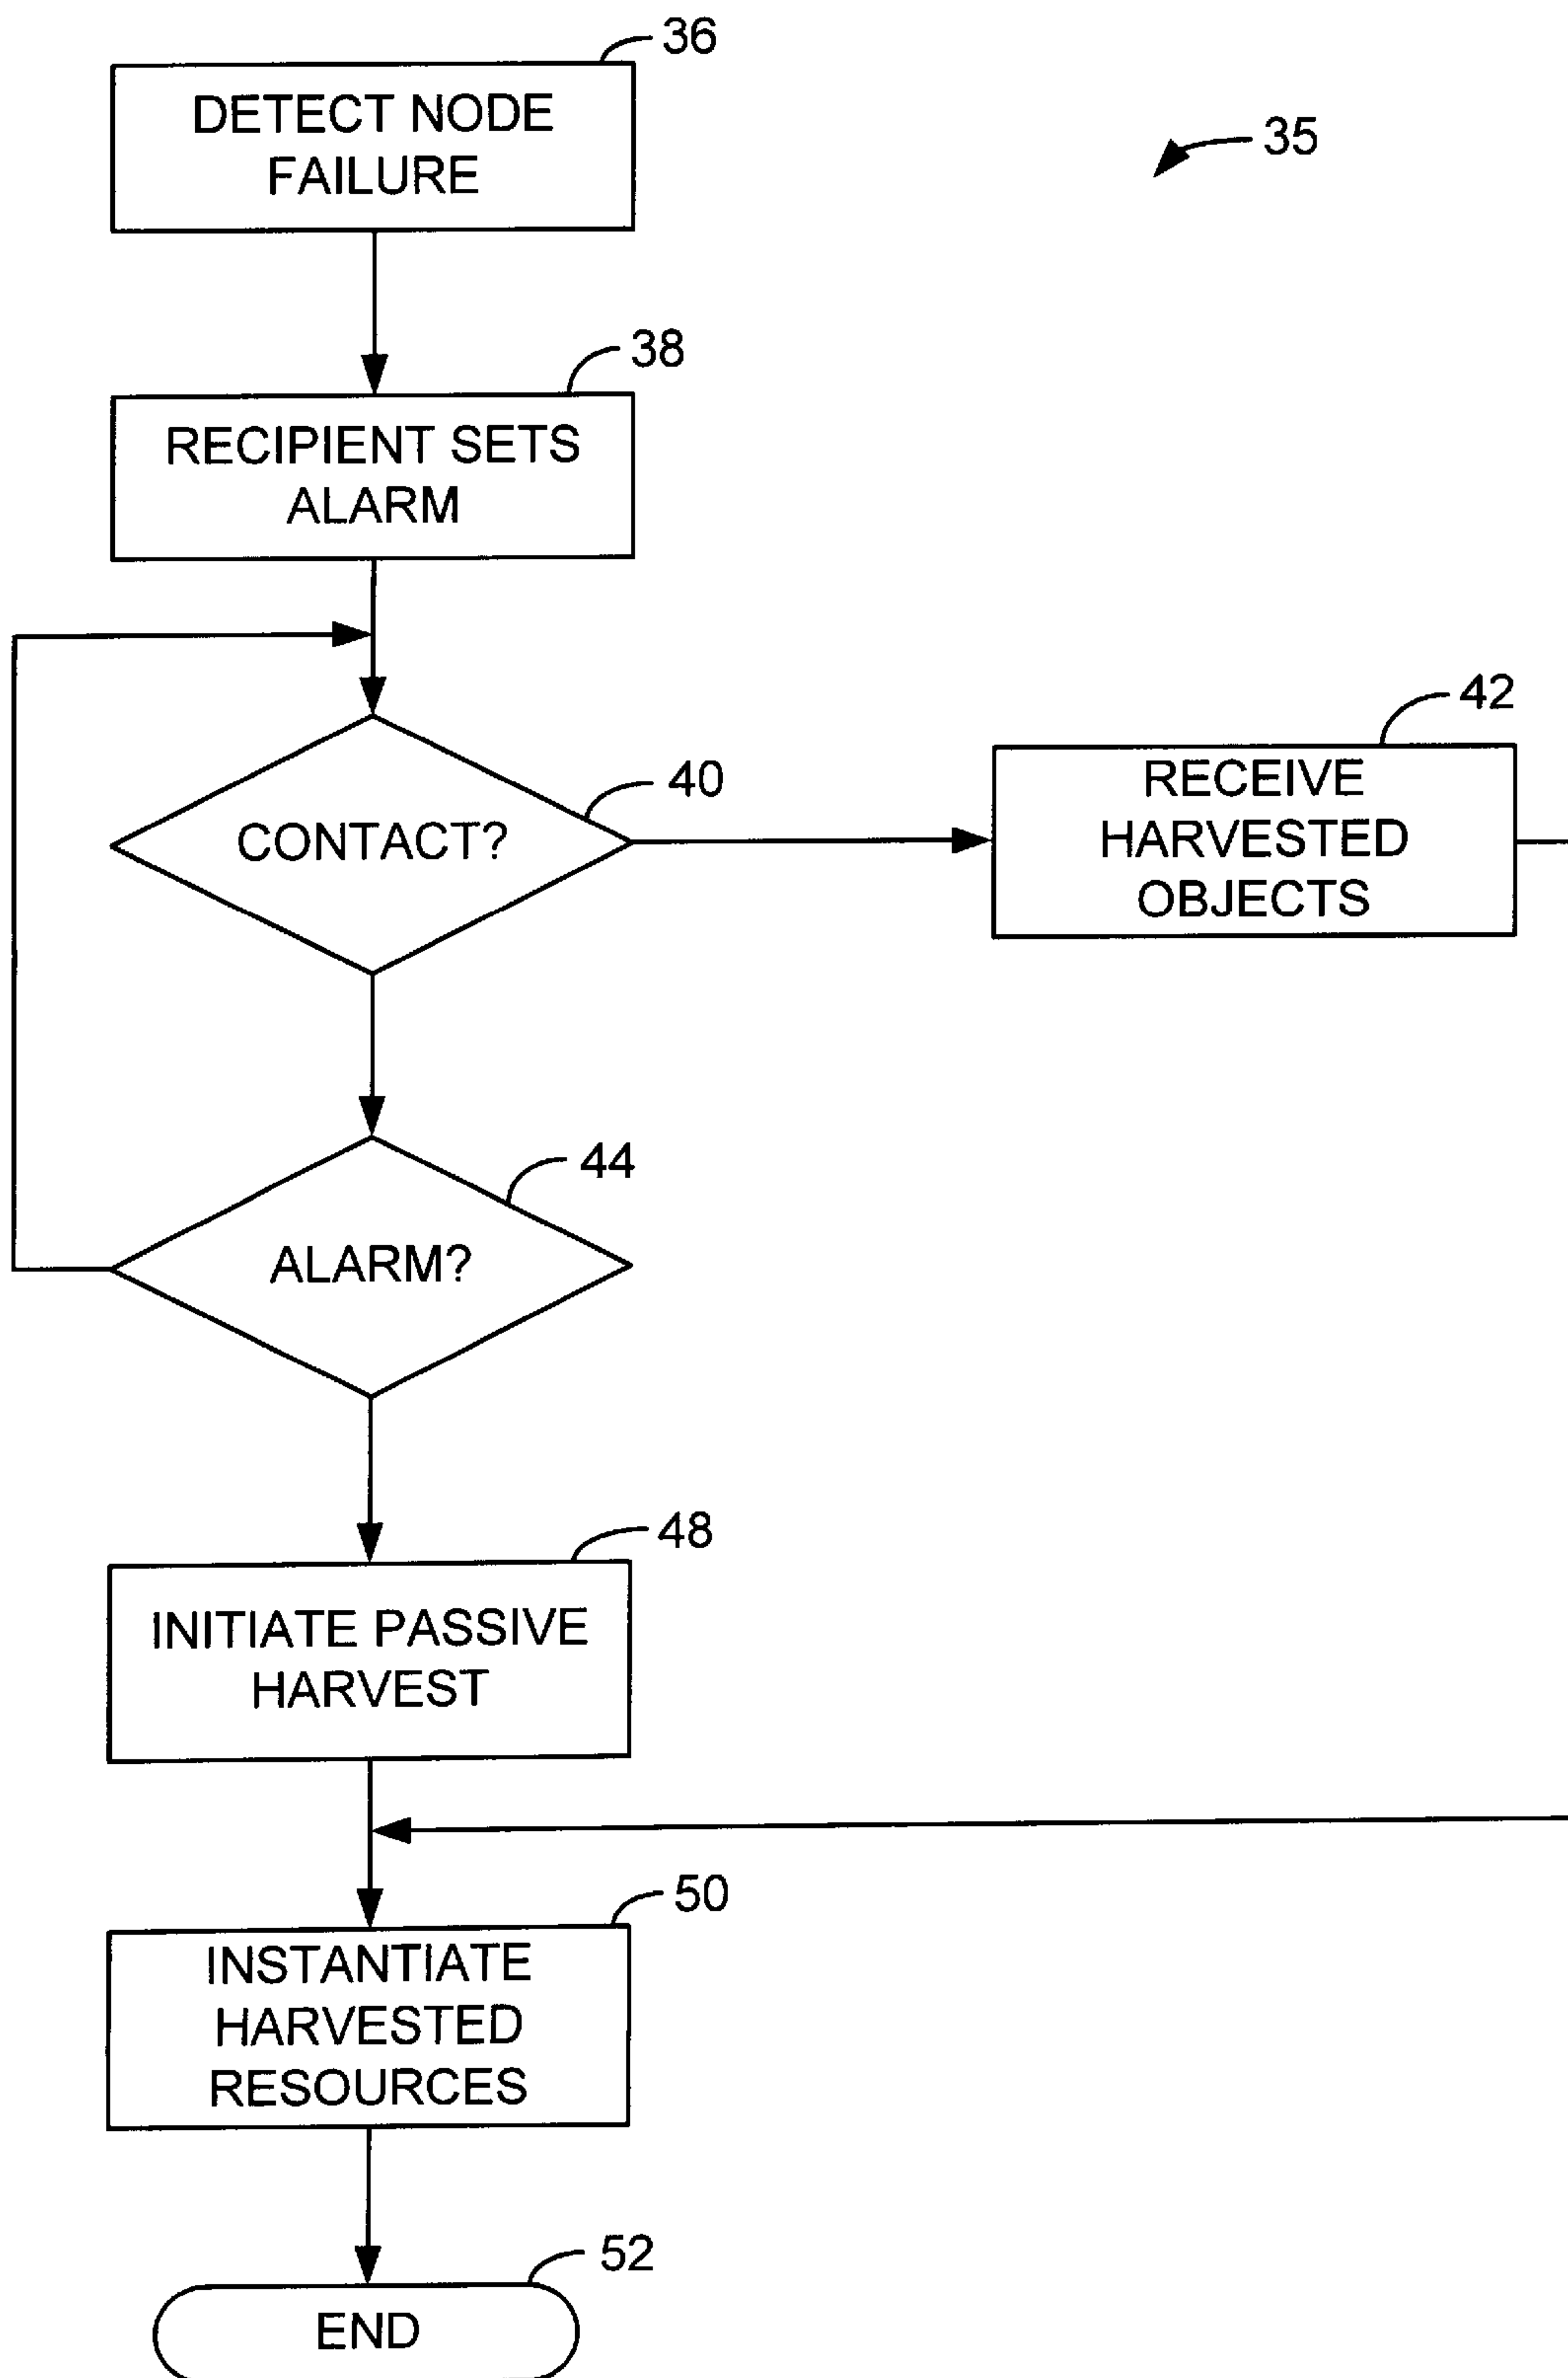 36
DETECT NODE
FAILURE
35
38
RECIPIENT SETS
ALARM
40
CONTACT?
42
RECEIVE
HARVESTED
OBJECTS
44
ALARM?
48
INITIATE PASSIVE
HARVEST
50
INSTANTIATE
HARVESTED
RESOURCES
52
END